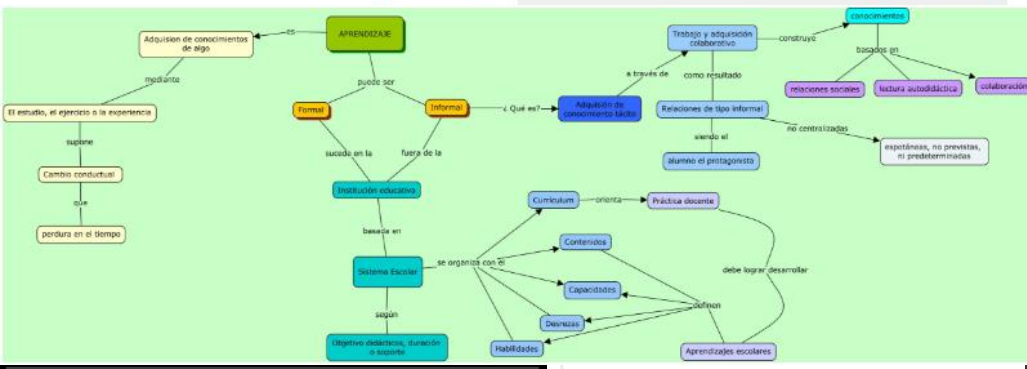 APRENDIZAJE
es
Adquision de conocimientos
de algo
mediante
El estudio, el ejercicio o la experiencia
supone
Cambio conductual
que
perdura en el tiempo
puede ser
Formal
Informal
sucede en la
fuera de la
Institución educativa
basada en
Sistema Escolar
según
Objetivo didácticos, duración
o soporte
¿ Qué es?
Adquisión de
conocimiento tácito
a través de
Trabajo y adquisición
colaborativo
construye
conocimientos
basados en
relaciones sociales
lectura autodidáctica
colaboración
como resultado
Relaciones de tipo informal
siendo el
alumno el protagonista
no centralizadas
espotáneas, no previstas,
ni predeterminadas
se organiza con el
Curriculum
orienta
Práctica docente
Contenidos
Capacidades
Desrezas
Habilidades
definen
debe lograr desarrollar
Aprendizajes escolares